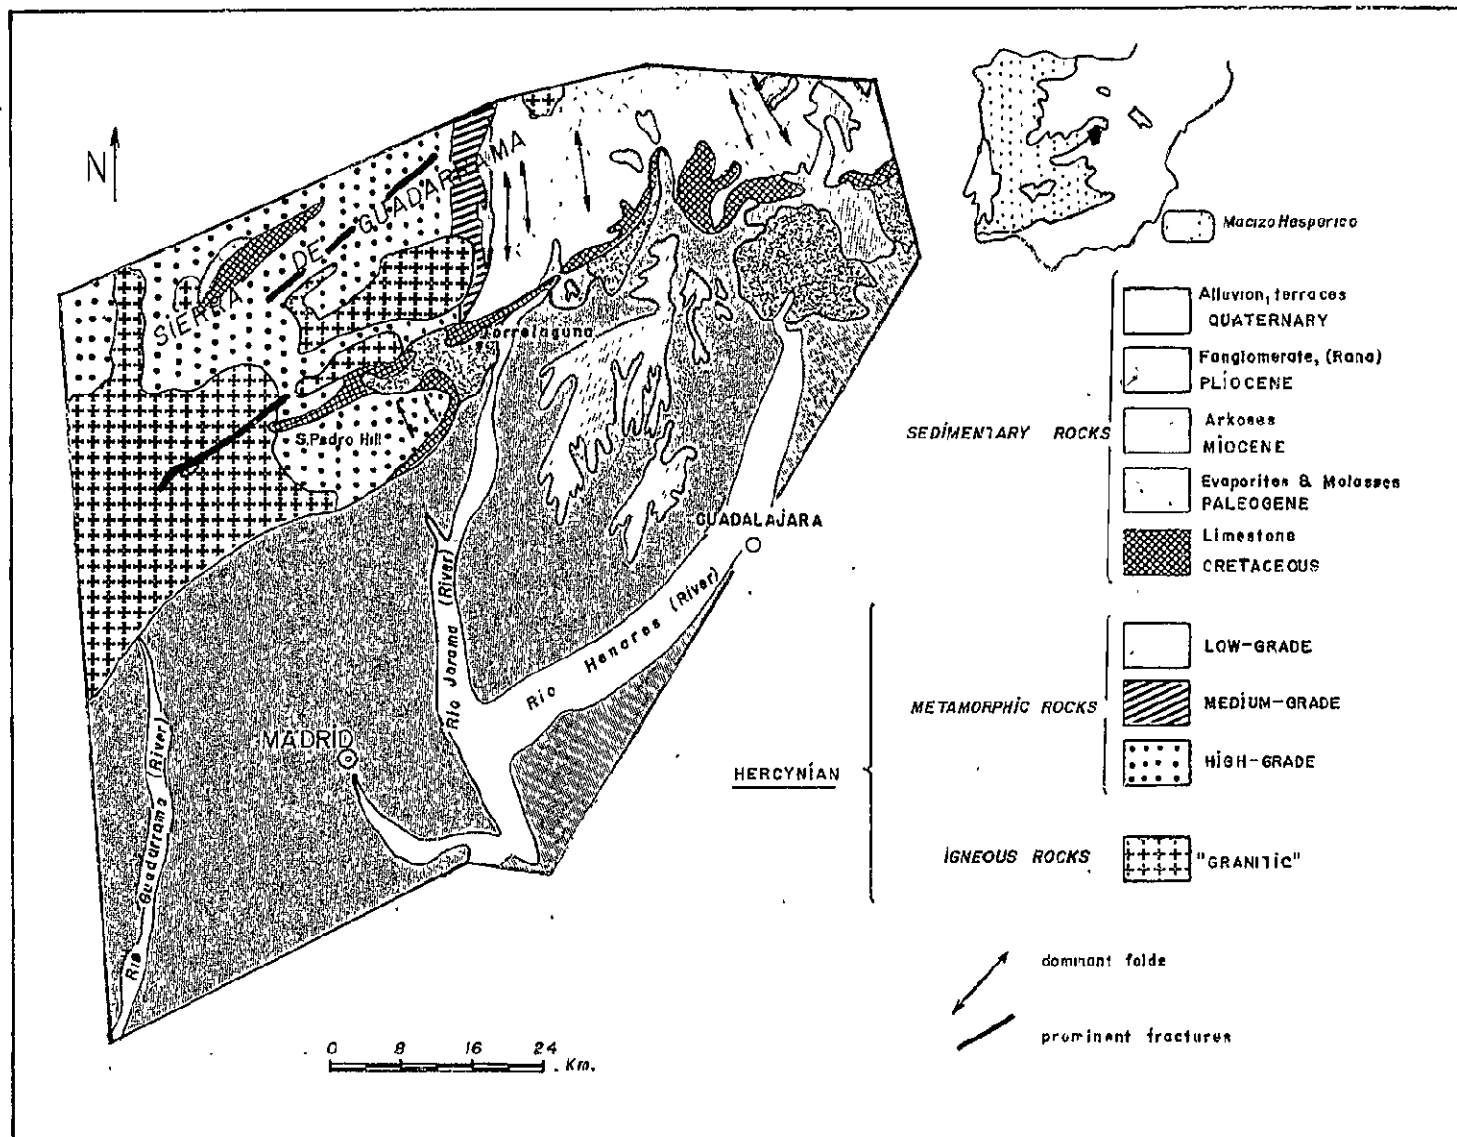 N
SIERRA DE GUADARRAMA
Torrelaguna
S.Pedro Hill
GUADALAJARA
Rio Jarama (River)
Rio Henares (River)
MADRID
Rio Guadarrama (River)
0 8 16 24
Km.
Macizo Hesperico
Alluvion, terraces
QUATERNARY
Fanglomerate, (Rana)
PLIOCENE
Arkoses
MIOCENE
SEDIMENTARY ROCKS
Evaporites & Molasses
PALEOGENE
Limestone
CRETACEOUS
LOW-GRADE
METAMORPHIC ROCKS
MEDIUM-GRADE
HIGH-GRADE
HERCYNIAN
IGNEOUS ROCKS
"GRANITIC"
dominant folds
prominent fractures